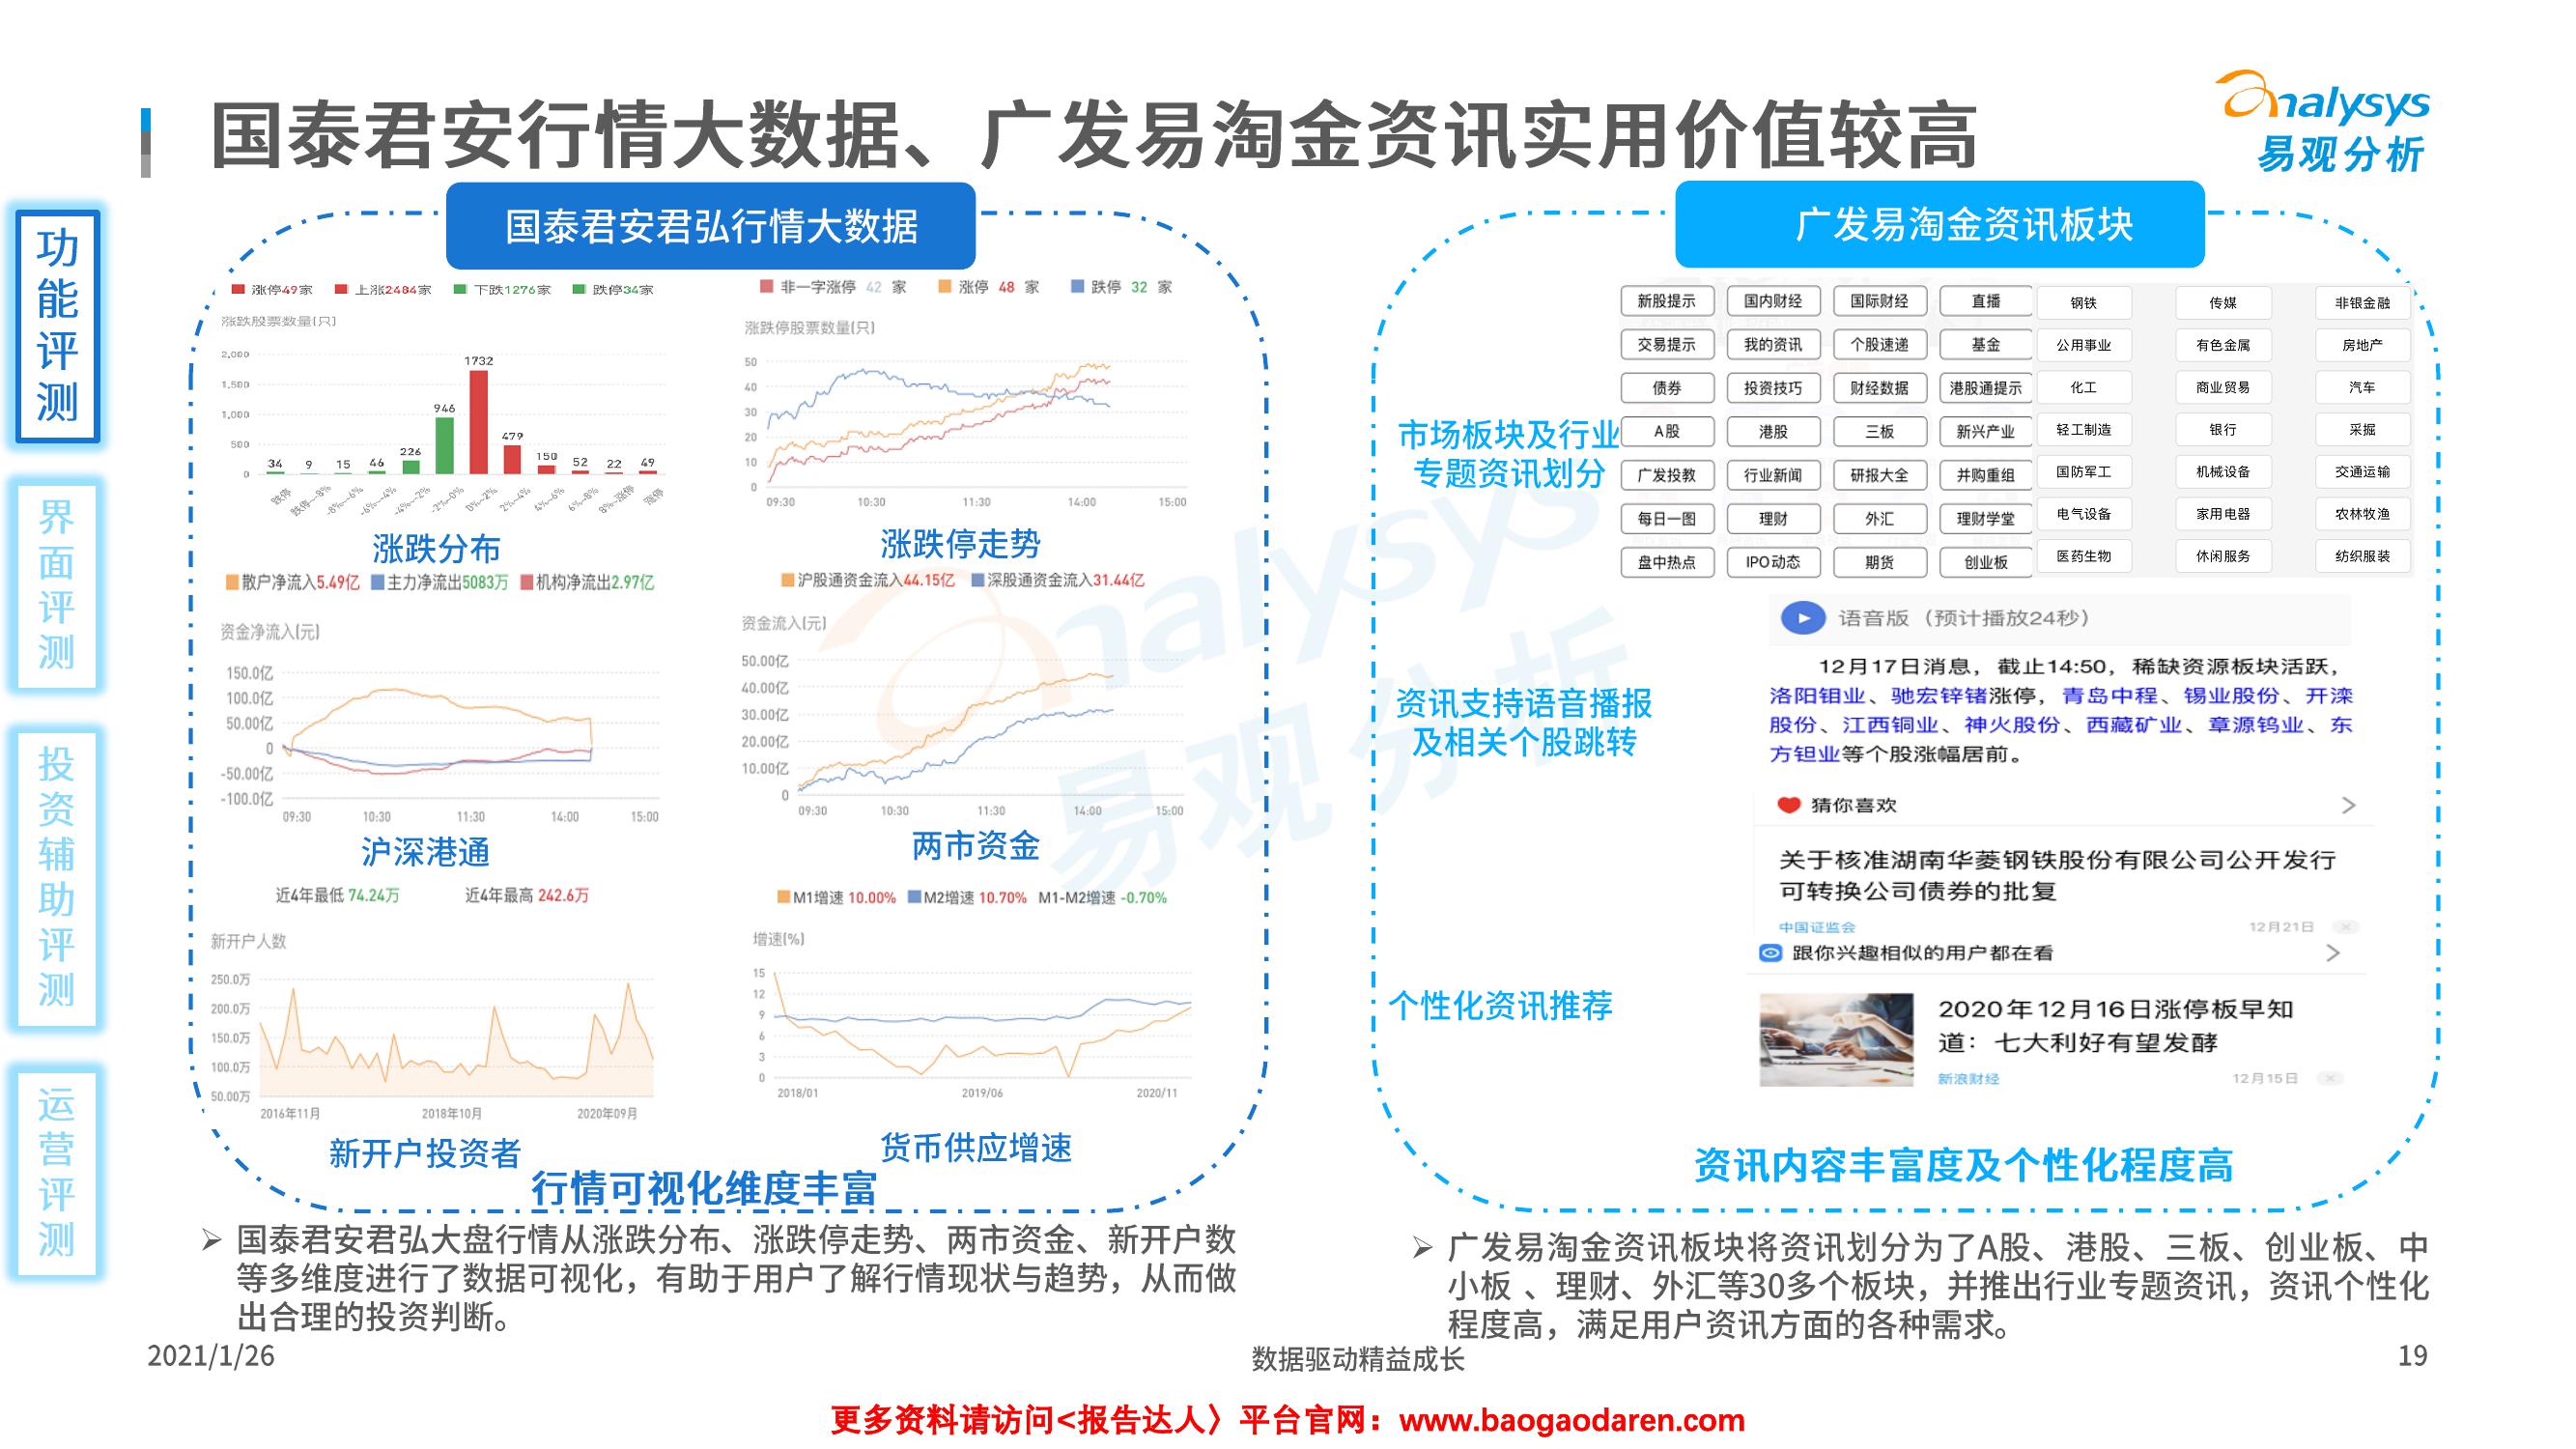 国泰君安行情大数据、广发易淘金资讯实用价值较高
analysys
易观分析
功能评测
界面评测
投资辅助评测
运营评测
国泰君安君弘行情大数据
涨停49家 上涨2484家 下跌1276家 跌停34家
涨跌股票数量(只)
2,000
1,500
1,000
500
0
34 9 15 46 226 946 1732 479 150 52 22 49
跌停 跌停~-8% -8%~-6% -6%~-4% -4%~-2% -2%~0% 0%~2% 2%~4% 4%~6% 6%~8% 8%~涨停 涨停
涨跌分布
非一字涨停 42 家 涨停 48 家 跌停 32 家
涨跌停股票数量(只)
50
40
30
20
10
0
09:30 10:30 11:30 14:00 15:00
涨跌停走势
散户净流入5.49亿 主力净流出5083万 机构净流出2.97亿
资金净流入(元)
150.0亿
100.0亿
50.00亿
0
-50.00亿
-100.0亿
09:30 10:30 11:30 14:00 15:00
沪深港通
沪股通资金流入44.15亿 深股通资金流入31.44亿
资金流入(元)
50.00亿
40.00亿
30.00亿
20.00亿
10.00亿
0
09:30 10:30 11:30 14:00 15:00
两市资金
近4年最低 74.24万 近4年最高 242.6万
新开户人数
250.0万
200.0万
150.0万
100.0万
50.00万
2016年11月 2018年10月 2020年09月
新开户投资者
M1增速 10.00% M2增速 10.70% M1-M2增速 -0.70%
增速(%)
15
12
9
6
3
0
2018/01 2019/06 2020/11
货币供应增速
行情可视化维度丰富
广发易淘金资讯板块
市场板块及行业
专题资讯划分
新股提示 国内财经 国际财经 直播 钢铁 传媒 非银金融
交易提示 我的资讯 个股速递 基金 公用事业 有色金属 房地产
债券 投资技巧 财经数据 港股通提示 化工 商业贸易 汽车
A股 港股 三板 新兴产业 轻工制造 银行 采掘
广发投教 行业新闻 研报大全 并购重组 国防军工 机械设备 交通运输
每日一图 理财 外汇 理财学堂 电气设备 家用电器 农林牧渔
盘中热点 IPO动态 期货 创业板 医药生物 休闲服务 纺织服装
资讯支持语音播报
及相关个股跳转
语音版（预计播放24秒）
12月17日消息，截止14:50，稀缺资源板块活跃，
洛阳钼业、驰宏锌锗涨停，青岛中程、锡业股份、开滦
股份、江西铜业、神火股份、西藏矿业、章源钨业、东
方钽业等个股涨幅居前。
个性化资讯推荐
猜你喜欢
关于核准湖南华菱钢铁股份有限公司公开发行
可转换公司债券的批复
中国证监会 12月21日
跟你兴趣相似的用户都在看
2020年12月16日涨停板早知
道：七大利好有望发酵
新浪财经 12月15日
资讯内容丰富度及个性化程度高
analysys
易观分析
国泰君安君弘大盘行情从涨跌分布、涨跌停走势、两市资金、新开户数
等多维度进行了数据可视化，有助于用户了解行情现状与趋势，从而做
出合理的投资判断。
广发易淘金资讯板块将资讯划分为了A股、港股、三板、创业板、中
小板 、理财、外汇等30多个板块，并推出行业专题资讯，资讯个性化
程度高，满足用户资讯方面的各种需求。
2021/1/26
数据驱动精益成长
19
更多资料请访问<报告达人〉平台官网：www.baogaodaren.com